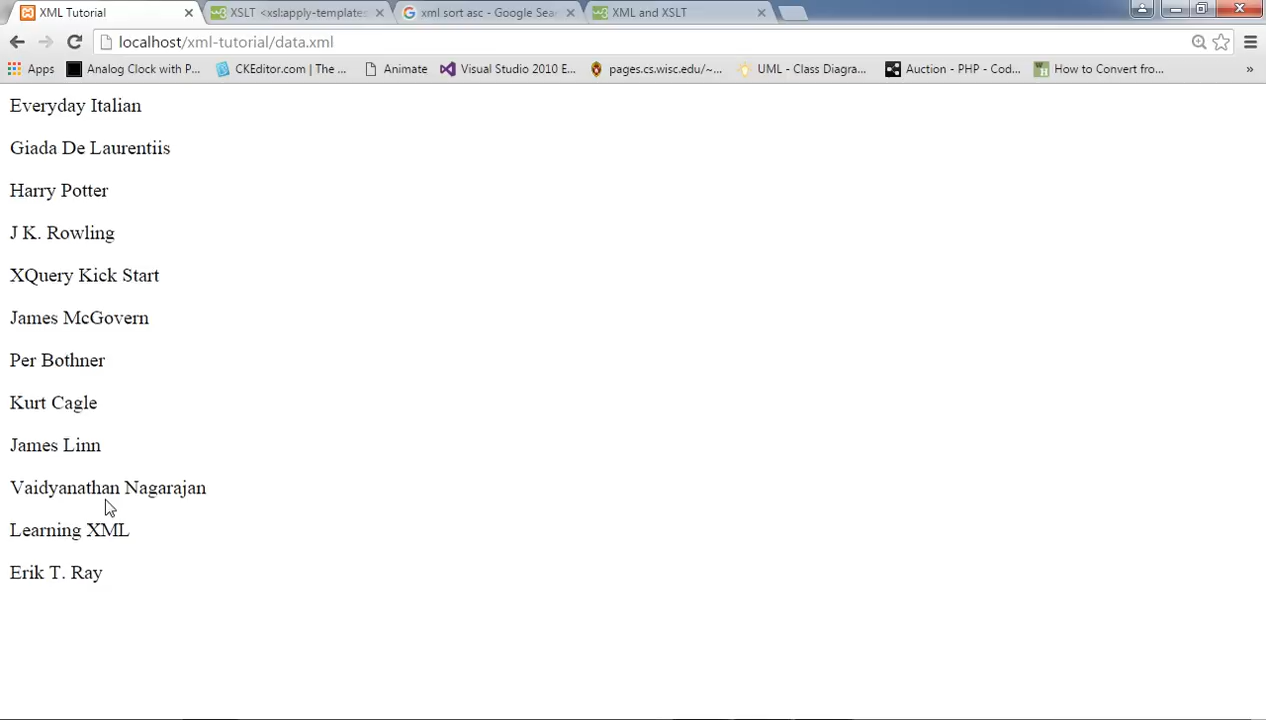 XML Tutorial
XSLT <xsl:apply-templates
xml sort asc - Google Sear
XML and XSLT
localhost/xml-tutorial/data.xml
Apps
Analog Clock with P...
CKEditor.com | The ...
Animate
Visual Studio 2010 E...
pages.cs.wisc.edu/~...
UML - Class Diagra...
Auction - PHP - Cod...
How to Convert from...
»
Everyday Italian
Giada De Laurentiis
Harry Potter
J K. Rowling
XQuery Kick Start
James McGovern
Per Bothner
Kurt Cagle
James Linn
Vaidyanathan Nagarajan
Learning XML
Erik T. Ray